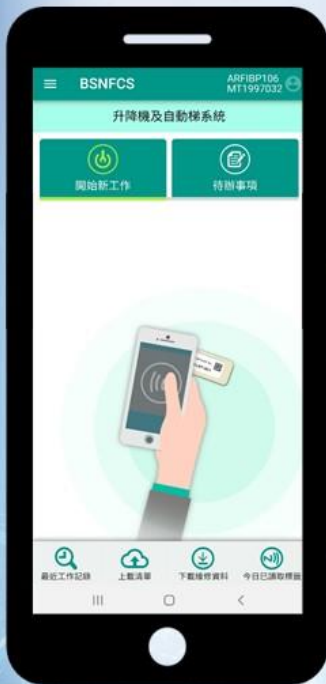 BSNFCS
ARFIBP106
MT1997032
升降機及自動梯系統
開始新工作
待辦事項
最近工作記錄
上載清單
下載維修資料
今日已讀取標籤